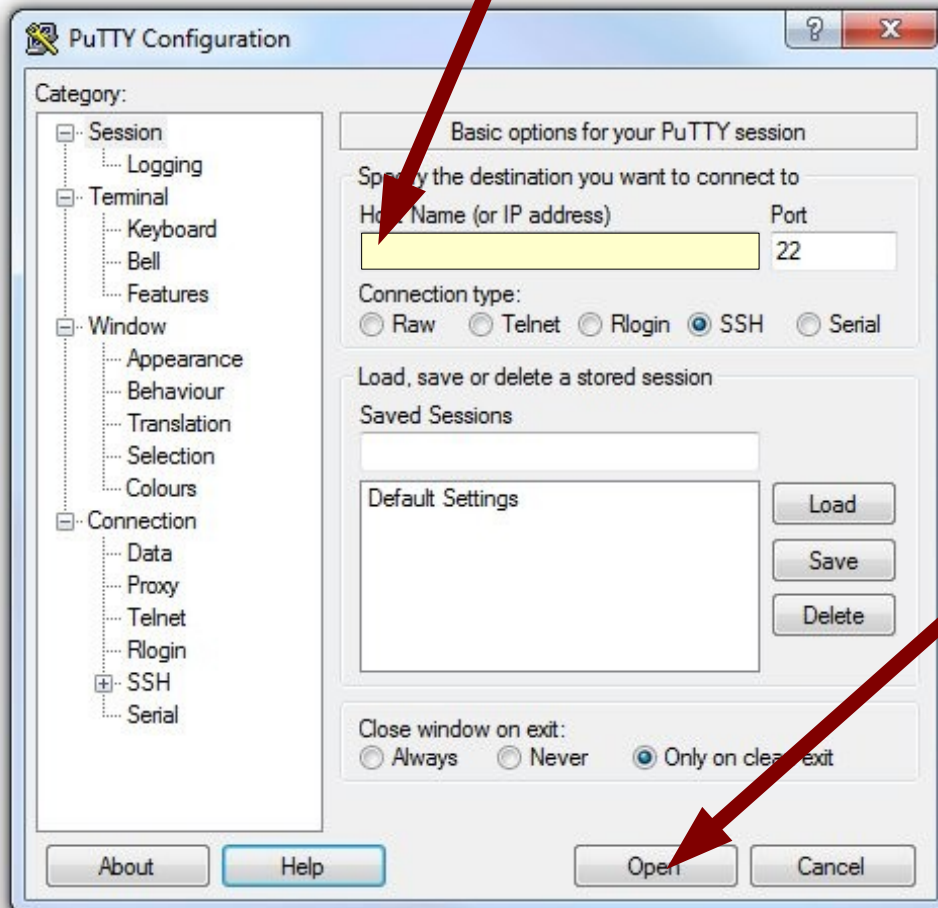 PuTTY Configuration
Category:
Session
Logging
Terminal
Keyboard
Bell
Features
Window
Appearance
Behaviour
Translation
Selection
Colours
Connection
Data
Proxy
Telnet
Rlogin
SSH
Serial
Basic options for your PuTTY session
Specify the destination you want to connect to
Host Name (or IP address) Port
22
Connection type:
Raw Telnet Rlogin SSH Serial
Load, save or delete a stored session
Saved Sessions
Default Settings
Load
Save
Delete
Close window on exit:
Always Never Only on clean exit
About Help Open Cancel